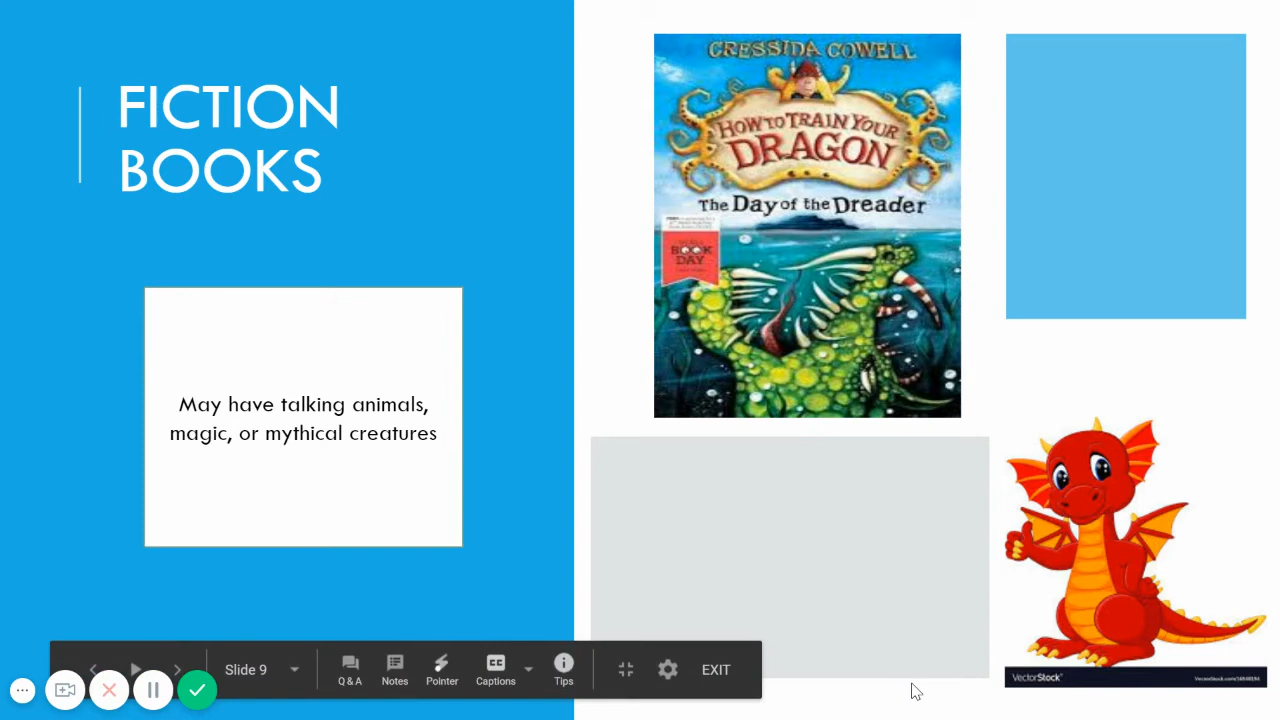 FICTION
BOOKS
May have talking animals,
magic, or mythical creatures
CRESSIDA COWELL
HOW TO TRAIN YOUR
DRAGON
The Day of the Dreader
BOOK
DAY
VectorStock
Slide 9
Q & A
Notes
Pointer
CC
Captions
Tips
EXIT